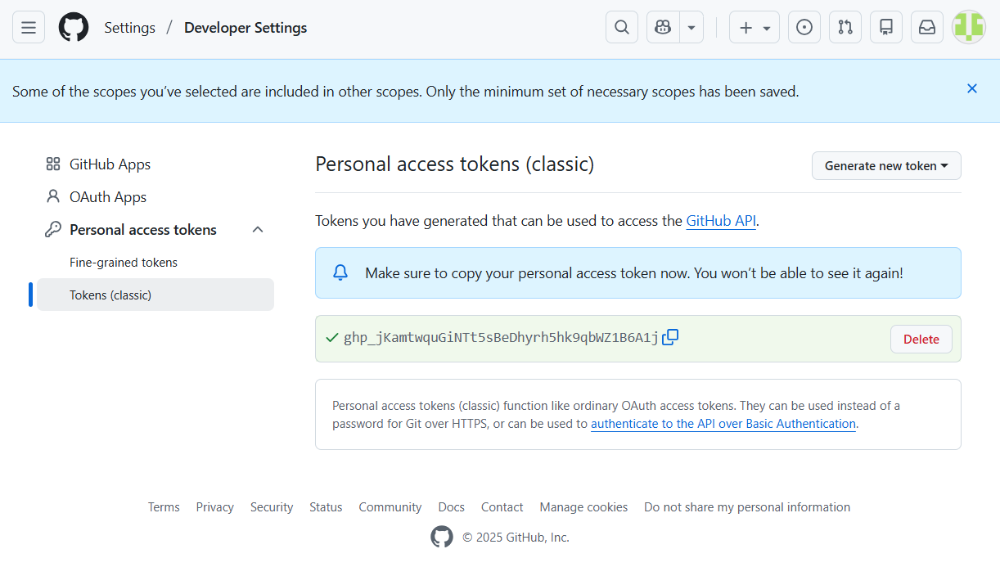 Settings / Developer Settings
Some of the scopes you’ve selected are included in other scopes. Only the minimum set of necessary scopes has been saved.
GitHub Apps
OAuth Apps
Personal access tokens
Fine-grained tokens
Tokens (classic)
Personal access tokens (classic)
Generate new token
Tokens you have generated that can be used to access the GitHub API.
Make sure to copy your personal access token now. You won’t be able to see it again!
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
Delete
Personal access tokens (classic) function like ordinary OAuth access tokens. They can be used instead of a
password for Git over HTTPS, or can be used to authenticate to the API over Basic Authentication.
Terms Privacy Security Status Community Docs Contact Manage cookies Do not share my personal information
© 2025 GitHub, Inc.